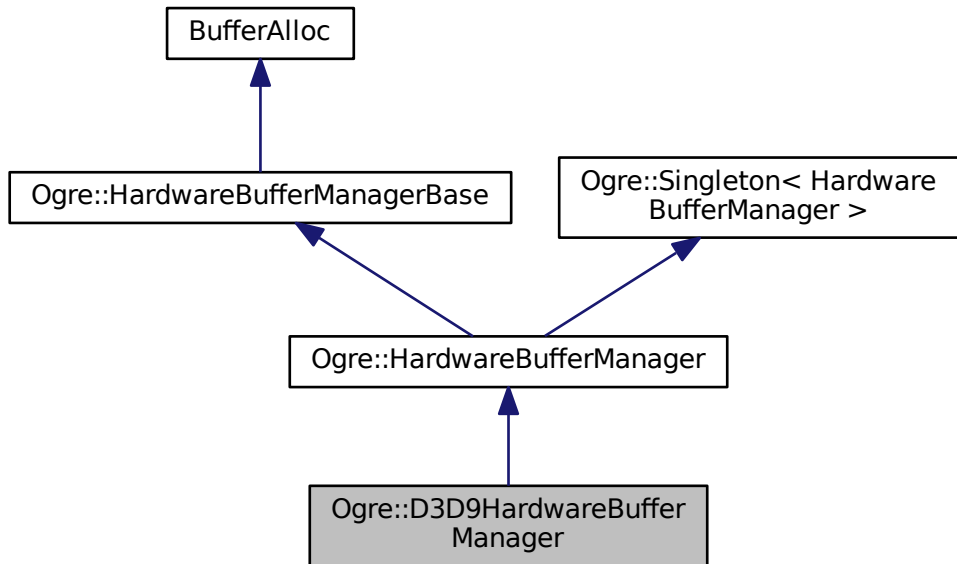 BufferAlloc
Ogre::HardwareBufferManagerBase
Ogre::Singleton< Hardware
BufferManager >
Ogre::HardwareBufferManager
Ogre::D3D9HardwareBuffer
Manager